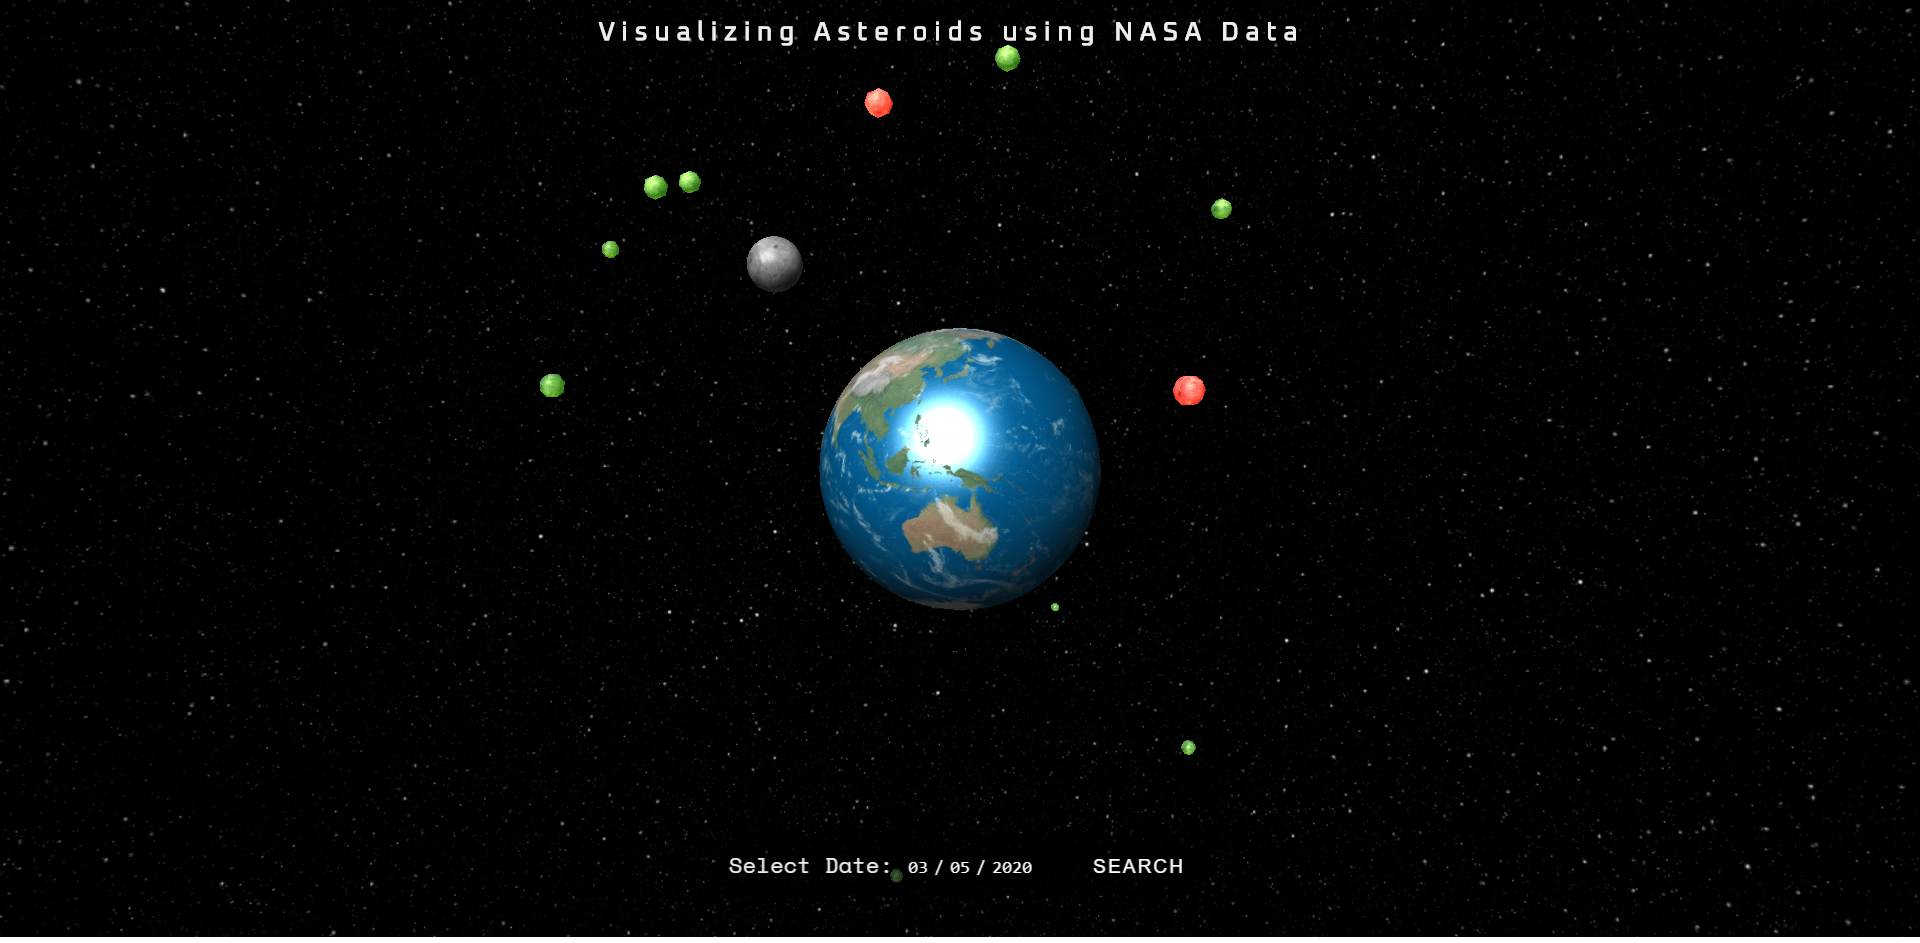 Visualizing Asteroids using NASA Data
Select Date: 03 / 05 / 2020 SEARCH